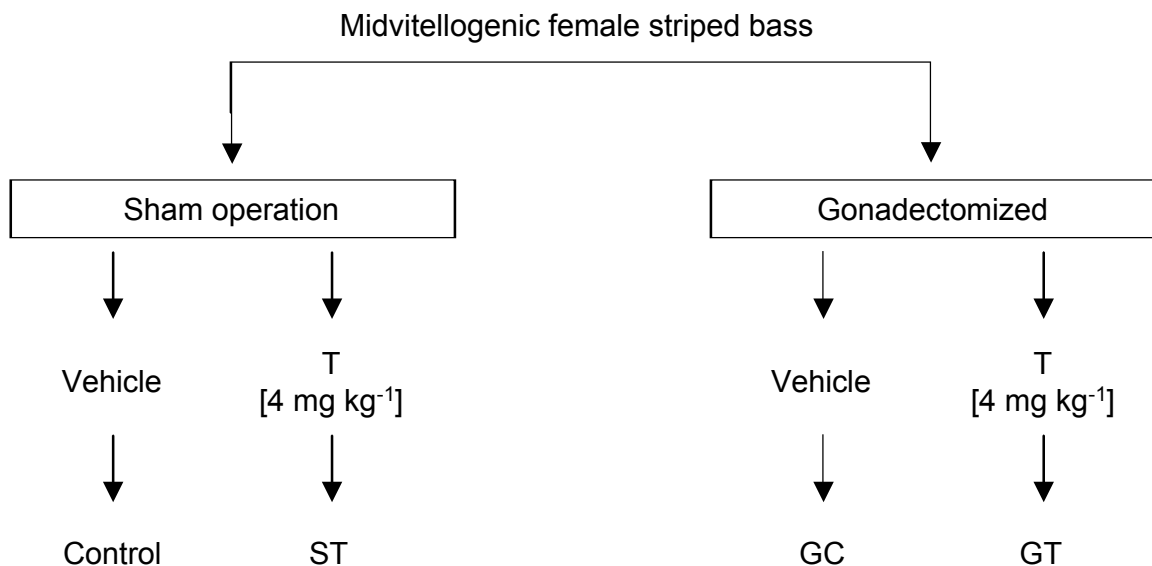 Midvitellogenic female striped bass
Sham operation
Gonadectomized
Vehicle
T
[4 mg kg⁻¹]
Vehicle
T
[4 mg kg⁻¹]
Control
ST
GC
GT